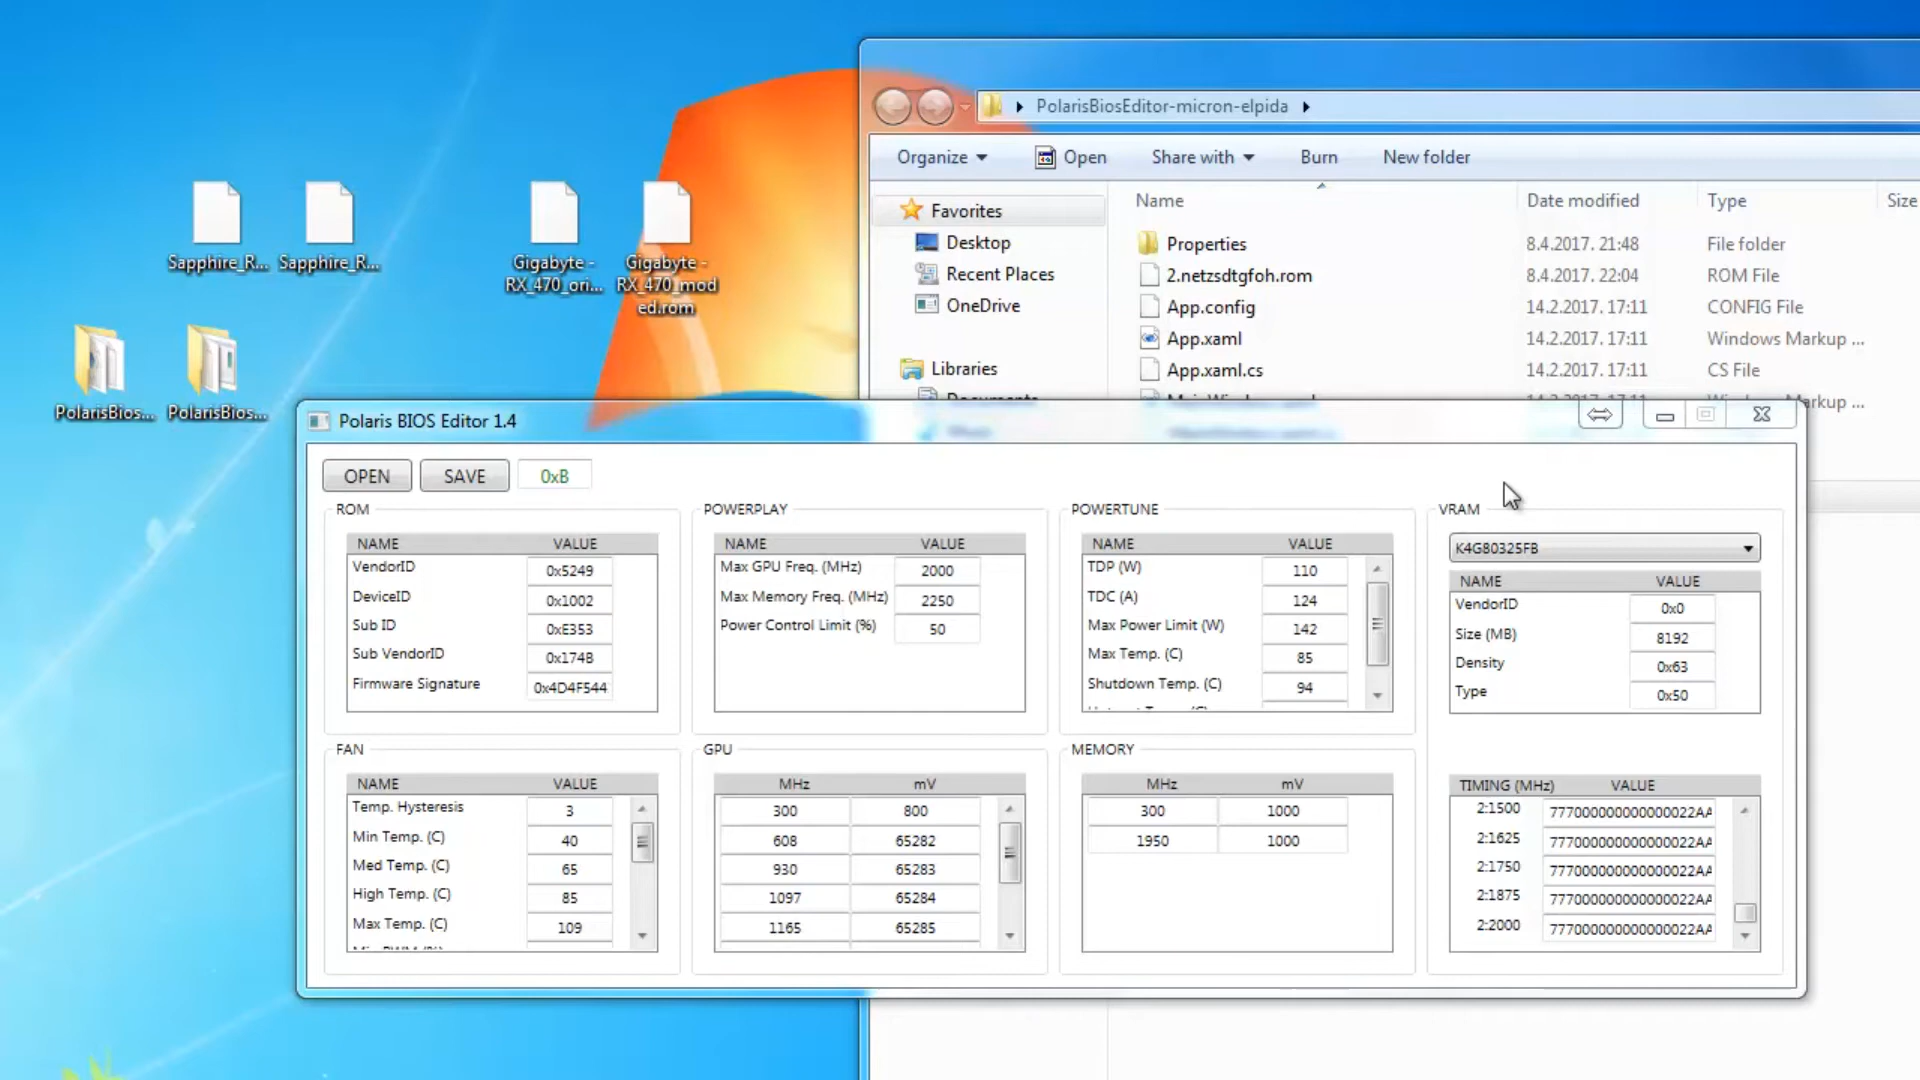 PolarisBiosEditor-micron-elpida
Organize
Open
Share with
Burn
New folder
Name
Date modified
Type
Size
Favorites
Desktop
Recent Places
OneDrive
Libraries
Properties 8.4.2017. 21:48 File folder
2.netzsdtgfoh.rom 8.4.2017. 22:04 ROM File
App.config 14.2.2017. 17:11 CONFIG File
App.xaml 14.2.2017. 17:11 Windows Markup ...
App.xaml.cs 14.2.2017. 17:11 CS File
Sapphire_R...
Sapphire_R...
Gigabyte -
RX_470_ori...
Gigabyte -
RX_470_mod
ed.rom
PolarisBios...
PolarisBios...
Polaris BIOS Editor 1.4
OPEN
SAVE
0xB
ROM
NAME VALUE
VendorID 0x5249
DeviceID 0x1002
Sub ID 0xE353
Sub VendorID 0x174B
Firmware Signature 0x4D4F544
POWERPLAY
NAME VALUE
Max GPU Freq. (MHz) 2000
Max Memory Freq. (MHz) 2250
Power Control Limit (%) 50
POWERTUNE
NAME VALUE
TDP (W) 110
TDC (A) 124
Max Power Limit (W) 142
Max Temp. (C) 85
Shutdown Temp. (C) 94
VRAM
K4G80325FB
NAME VALUE
VendorID 0x0
Size (MB) 8192
Density 0x63
Type 0x50
FAN
NAME VALUE
Temp. Hysteresis 3
Min Temp. (C) 40
Med Temp. (C) 65
High Temp. (C) 85
Max Temp. (C) 109
GPU
MHz mV
300 800
608 65282
930 65283
1097 65284
1165 65285
MEMORY
MHz mV
300 1000
1950 1000
TIMING (MHz) VALUE
2:1500 777000000000000022AA
2:1625 777000000000000022AA
2:1750 777000000000000022AA
2:1875 777000000000000022AA
2:2000 777000000000000022AA